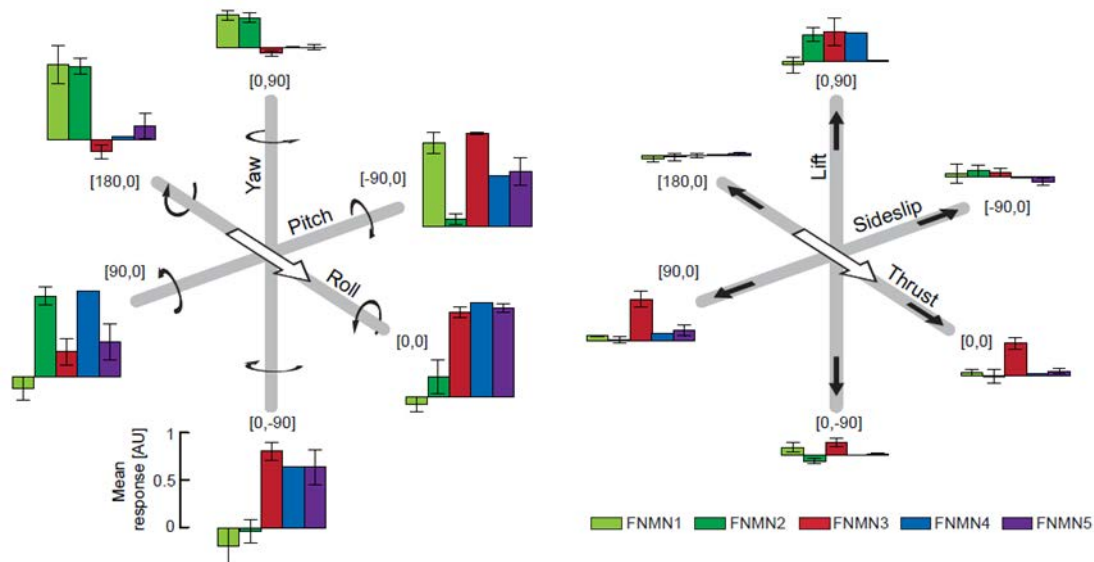 [0,90]
Yaw
[180,0]
[-90,0]
Pitch
[90,0]
Roll
[0,0]
[0,-90]
Mean
response [AU]
1
0.5
0
[0,90]
Lift
[180,0]
[-90,0]
Sideslip
[90,0]
Thrust
[0,0]
[0,-90]
FNMN1 FNMN2 FNMN3 FNMN4 FNMN5